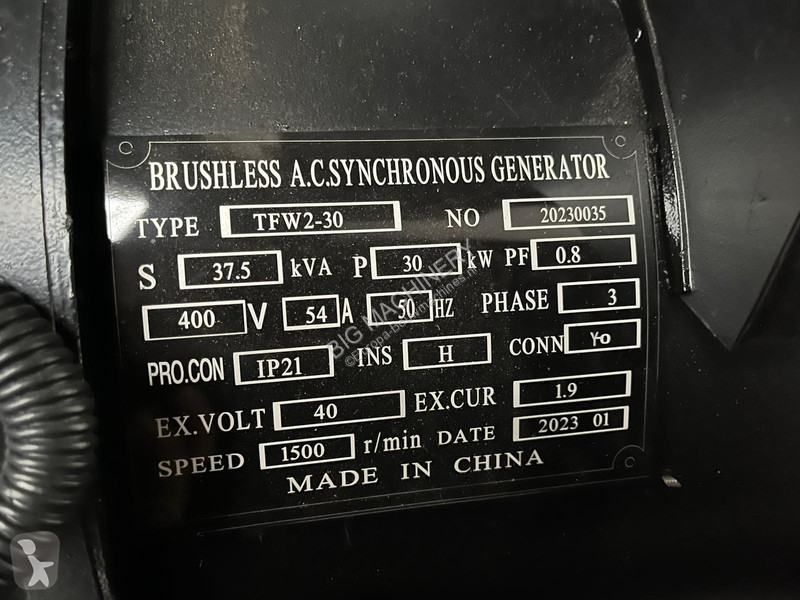 BRUSHLESS A.C.SYNCHRONOUS GENERATOR
TYPE TFW2-30 NO 20230035
S 37.5 kVA P 30 kW PF 0.8
400 V 54 A 50 HZ PHASE 3
PRO.CON IP21 INS H CONN Y-o
EX.VOLT 40 EX.CUR 1.9
SPEED 1500 r/min DATE 2023 01
MADE IN CHINA
BIG MACHINERY